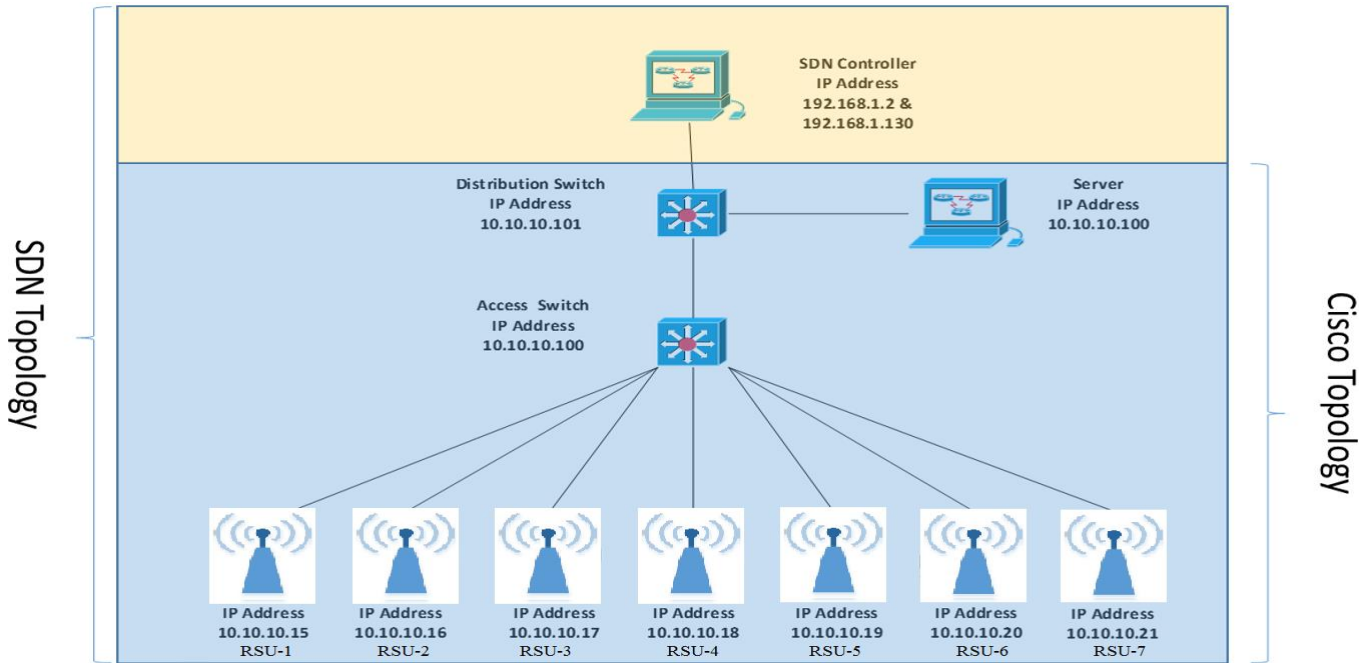 SDN Controller
IP Address
192.168.1.2 &
192.168.1.130
Distribution Switch
IP Address
10.10.10.101
Server
IP Address
10.10.10.100
Access Switch
IP Address
10.10.10.100
SDN Topology
Cisco Topology
IP Address
10.10.10.15
RSU-1
IP Address
10.10.10.16
RSU-2
IP Address
10.10.10.17
RSU-3
IP Address
10.10.10.18
RSU-4
IP Address
10.10.10.19
RSU-5
IP Address
10.10.10.20
RSU-6
IP Address
10.10.10.21
RSU-7